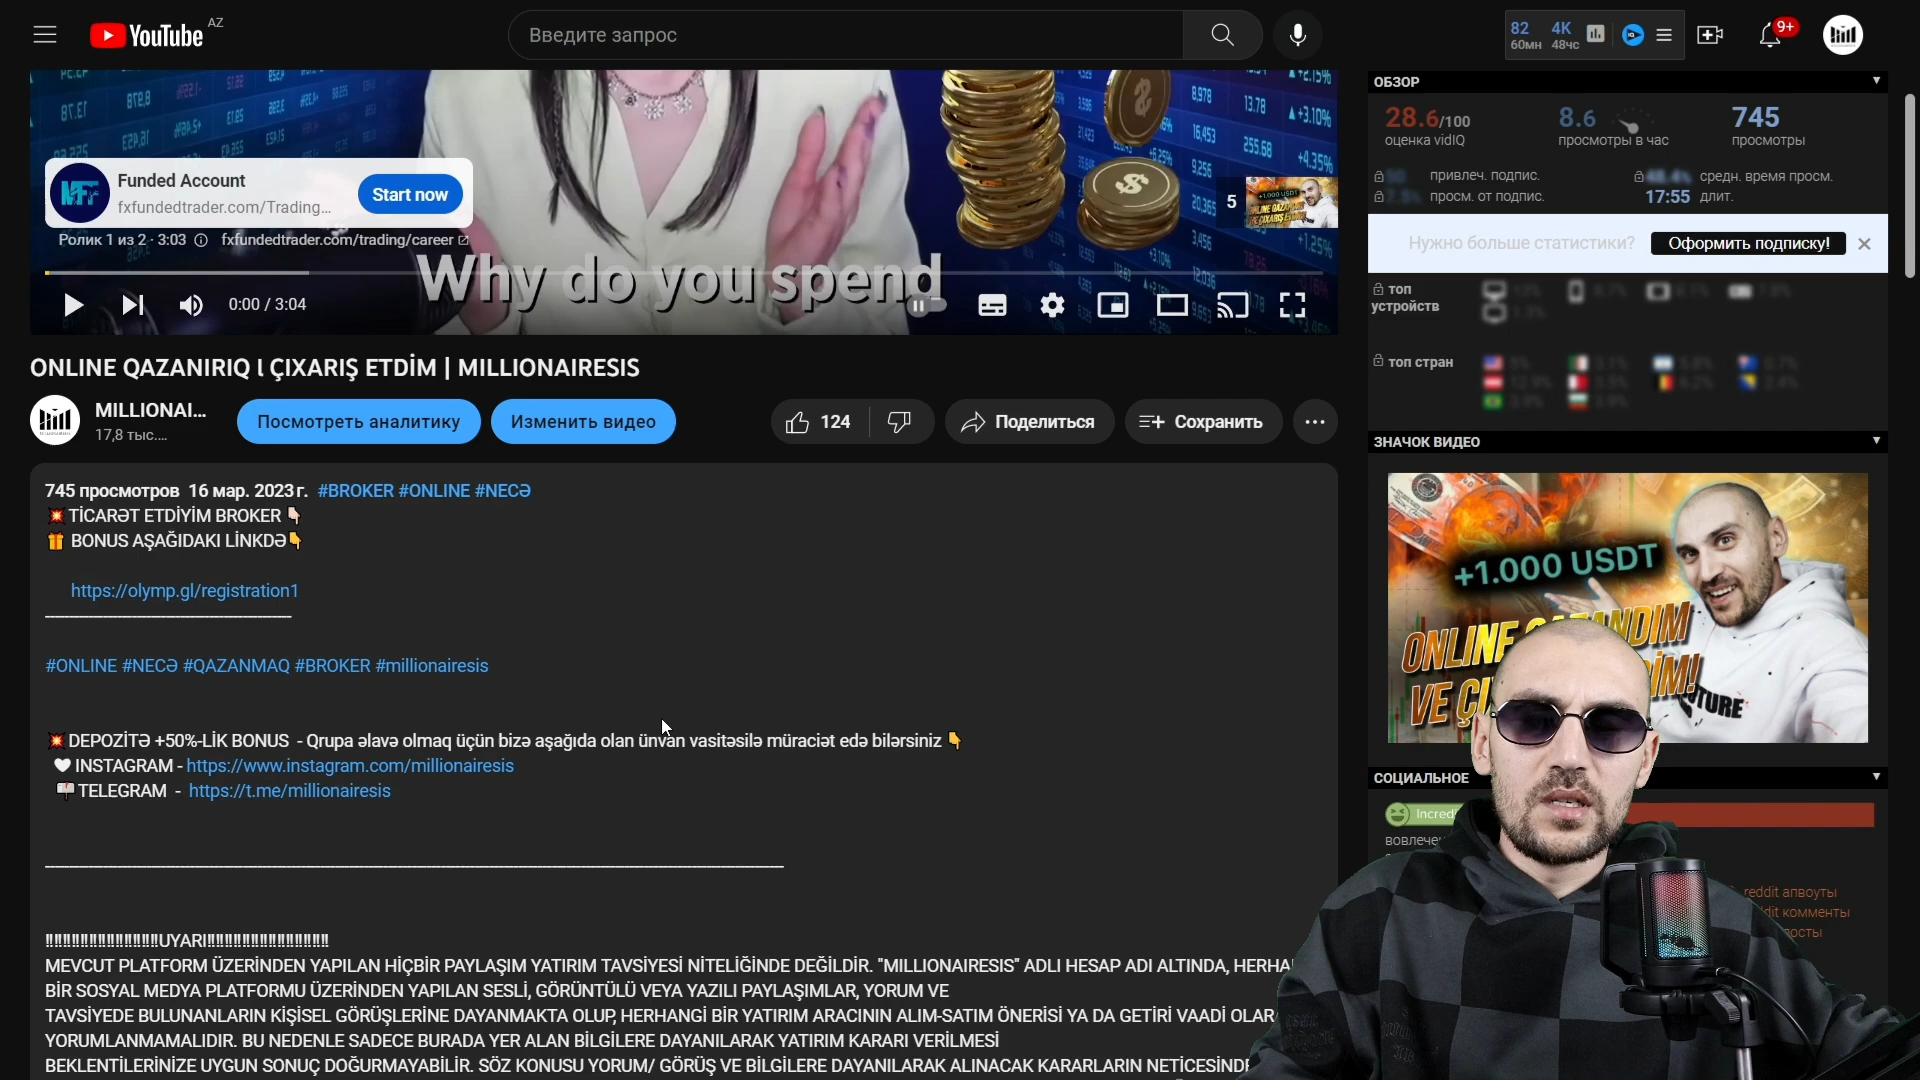 YouTube AZ
Введите запрос
82 4K
60мн 48чс
9+
Funded Account
fxfundedtrader.com/Trading...
Start now
Ролик 1 из 2 · 3:03 fxfundedtrader.com/trading/career
5
Why do you spend
0:00 / 3:04
ONLINE QAZANIRIQ l ÇIXARIŞ ETDİM | MILLIONAIRESIS
MILLIONAI...
17,8 тыс....
Посмотреть аналитику
Изменить видео
124
Поделиться
Сохранить
745 просмотров 16 мар. 2023 г. #BROKER #ONLINE #NECƏ
💥TİCARƏT ETDİYİM BROKER👇🏻
🎁 BONUS AŞAĞIDAKI LİNKDƏ👇
https://olymp.gl/registration1
#ONLINE #NECƏ #QAZANMAQ #BROKER #millionairesis
💥DEPOZİTƏ +50%-LİK BONUS - Qrupa əlavə olmaq üçün bizə aşağıda olan ünvan vasitəsilə müraciət edə bilərsiniz 👇
🤍 INSTAGRAM - https://www.instagram.com/millionairesis
📬 TELEGRAM - https://t.me/millionairesis
UYARI
MEVCUT PLATFORM ÜZERİNDEN YAPILAN HİÇBİR PAYLAŞIM YATIRIM TAVSİYESİ NİTELİĞİNDE DEĞİLDİR. "MILLIONAIRESIS" ADLI HESAP ADI ALTINDA,
BİR SOSYAL MEDYA PLATFORMU ÜZERİNDEN YAPILAN SESLİ, GÖRÜNTÜLÜ VEYA YAZILI PAYLAŞIMLAR, YORUM VE
TAVSİYEDE BULUNANLARIN KİŞİSEL GÖRÜŞLERİNE DAYANMAKTA OLUP, HERHANGİ BİR YATIRIM ARACININ ALIM-SATIM ÖNERİSİ YA DA GETİRİ VAADİ
YORUMLANMAMALIDIR. BU NEDENLE SADECE BURADA YER ALAN BİLGİLERE DAYANILARAK YATIRIM KARARI VERİLMESİ
BEKLENTİLERİNİZE UYGUN SONUÇ DOĞURMAYABİLİR. SÖZ KONUSU YORUM/ GÖRÜŞ VE BİLGİLERE DAYANILARAK ALINACAK KARARLARIN
ОБЗОР
28.6/100 8.6 745
оценка vidIQ просмотры в час просмотры
привлеч. подпис. средн. время просм.
просм. от подпис. 17:55 длит.
Нужно больше статистики? Оформить подписку!
топ
устройств
топ стран
ЗНАЧОК ВИДЕО
+1.000 USDT
ONLINE
VE
СОЦИАЛЬНОЕ
reddit апвоуты